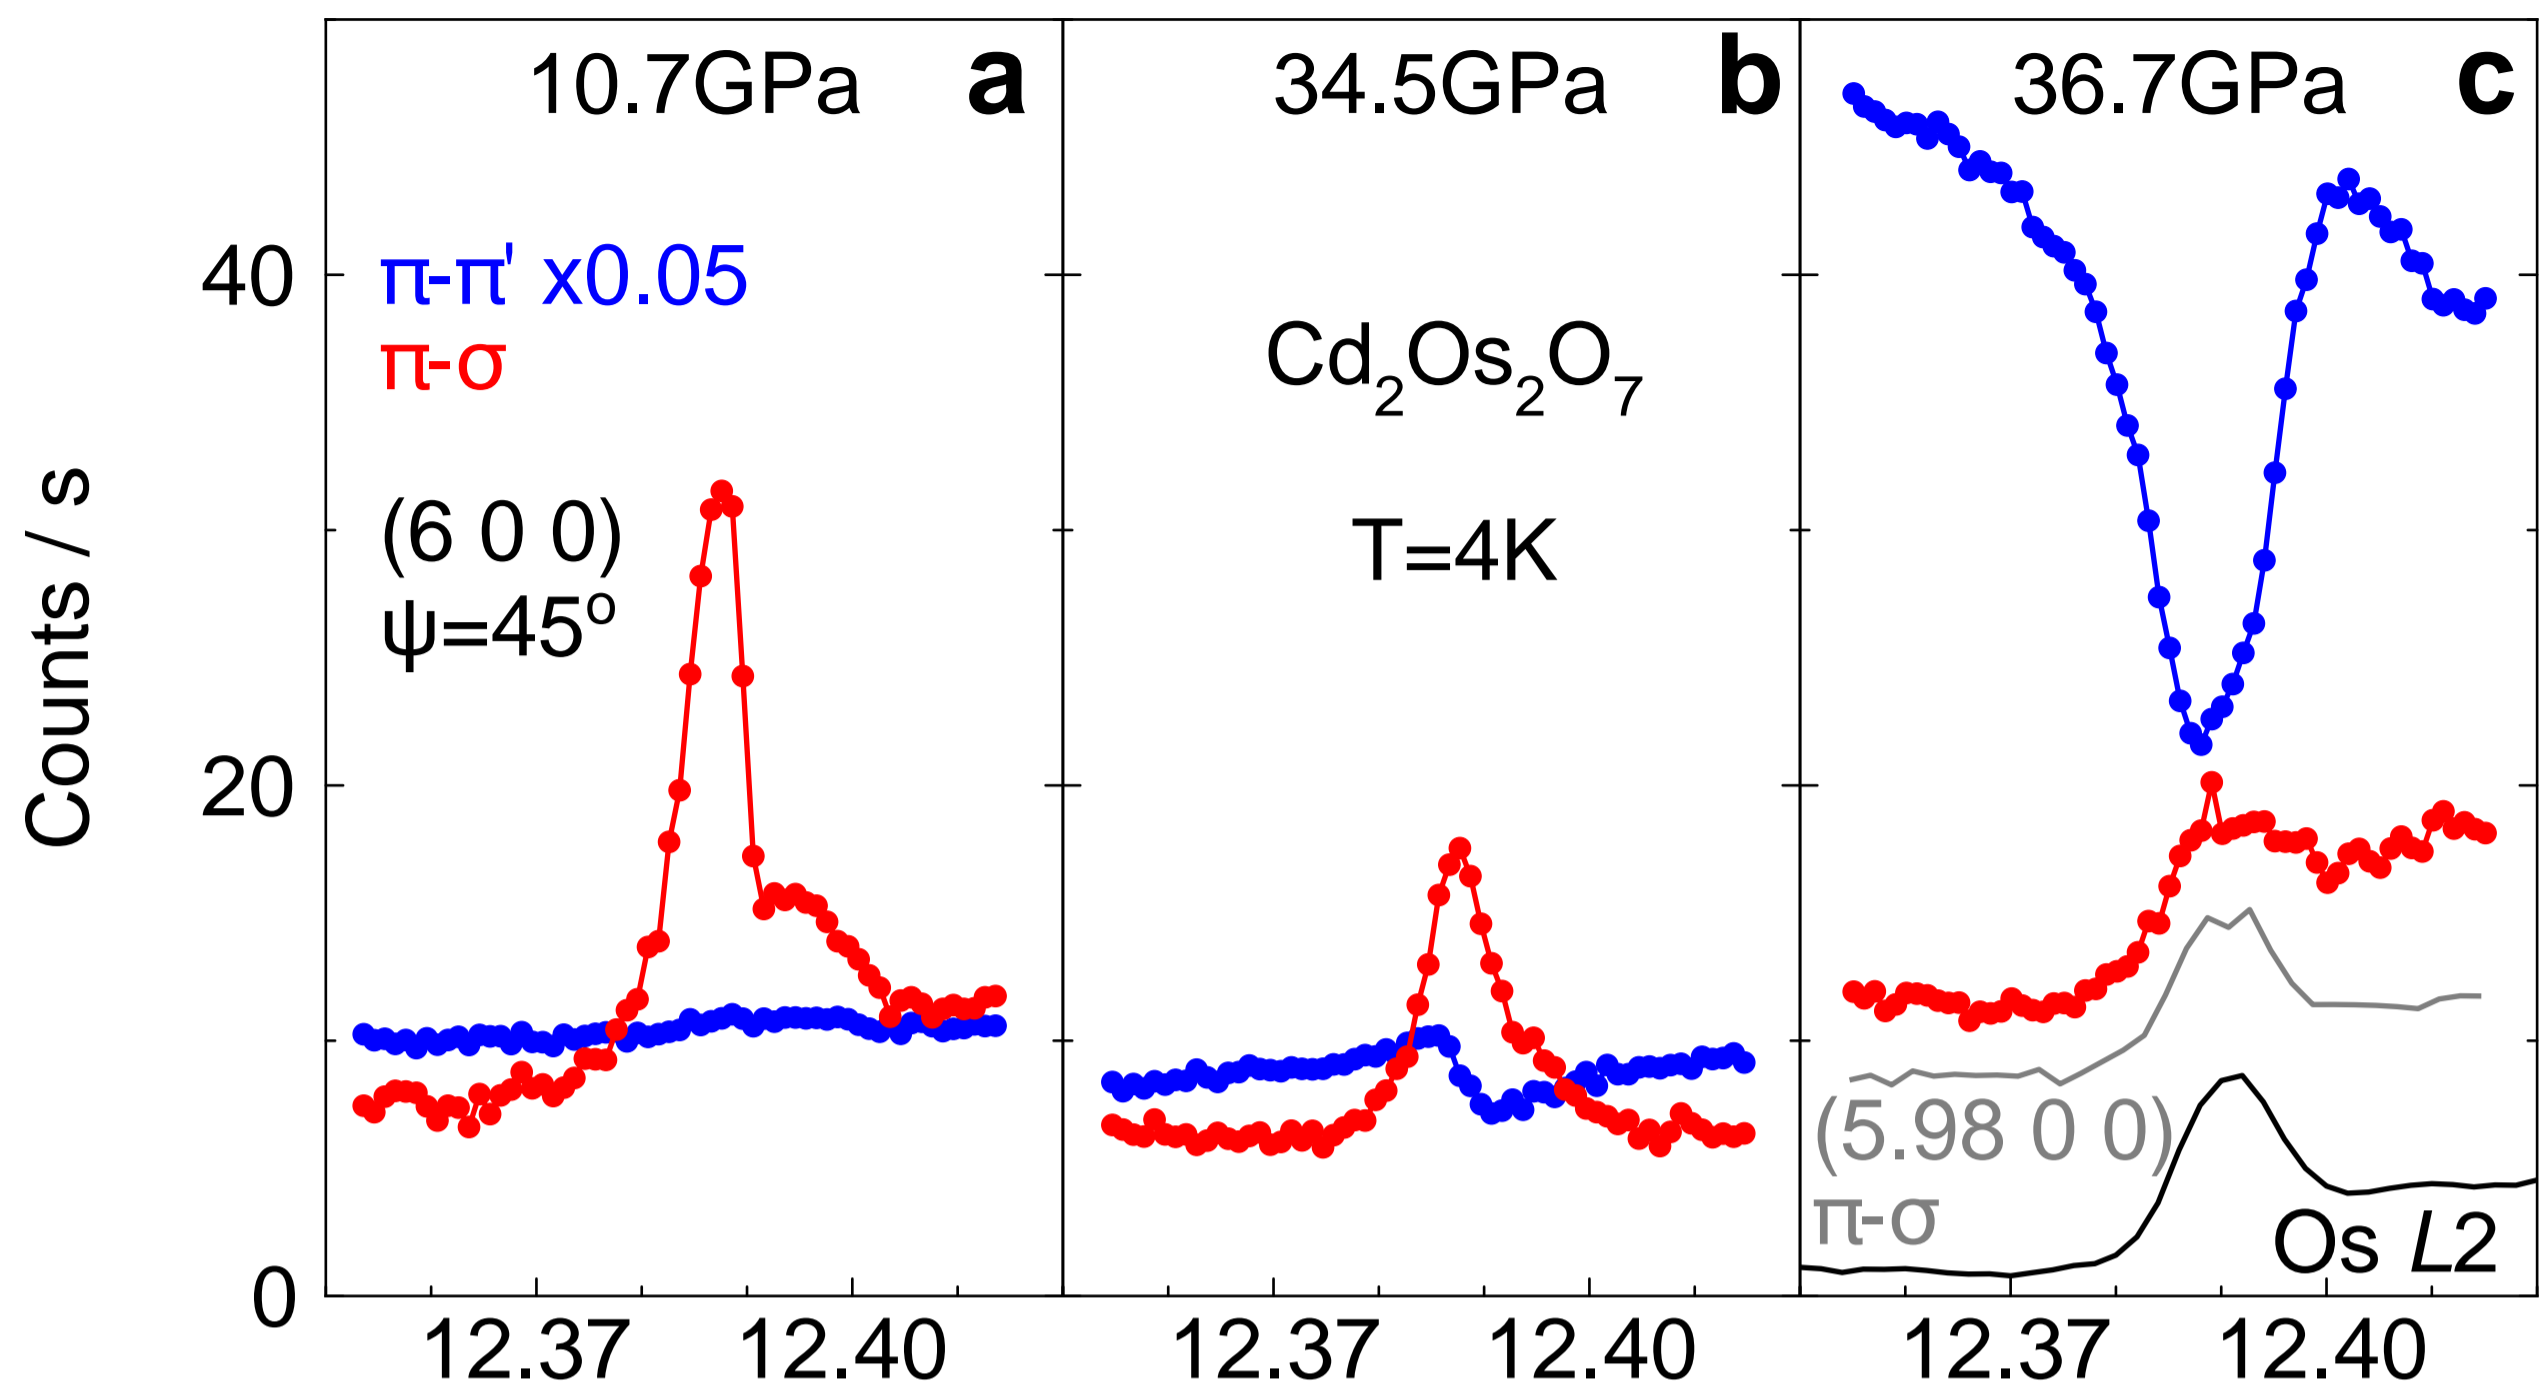 10.7GPa a
34.5GPa b
36.7GPa c
π-π' x0.05
π-σ
(6 0 0)
ψ=45°
Cd₂Os₂O₇
T=4K
(5.98 0 0)
π-σ
Os L2
Counts / s
40
20
0
12.37 12.40
12.37 12.40
12.37 12.40